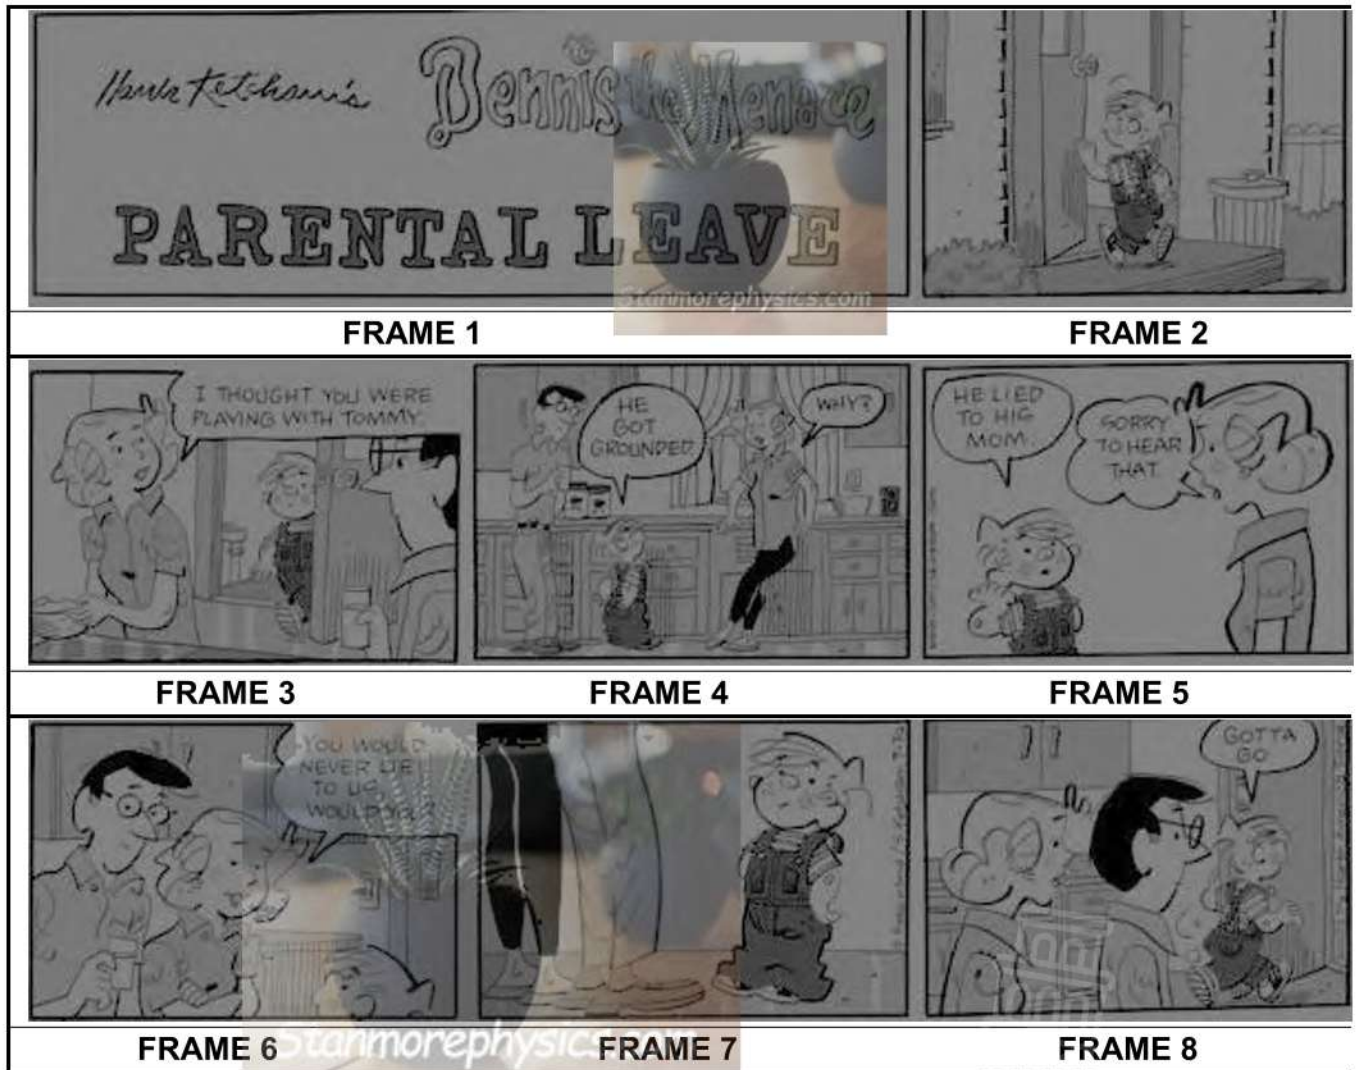 Hank Ketcham's
Dennis the Menace
PARENTAL LEAVE
Stanmorephysics.com
FRAME 1
FRAME 2
I THOUGHT YOU WERE
PLAYING WITH TOMMY.
HE
GOT
GROUNDED.
WHY?
HE LIED
TO HIS
MOM.
SORRY
TO HEAR
THAT.
FRAME 3
FRAME 4
FRAME 5
YOU WOULD
NEVER LIE
TO US,
WOULD YOU?
GOTTA
GO
Stanmorephysics.com
FRAME 6
FRAME 7
FRAME 8